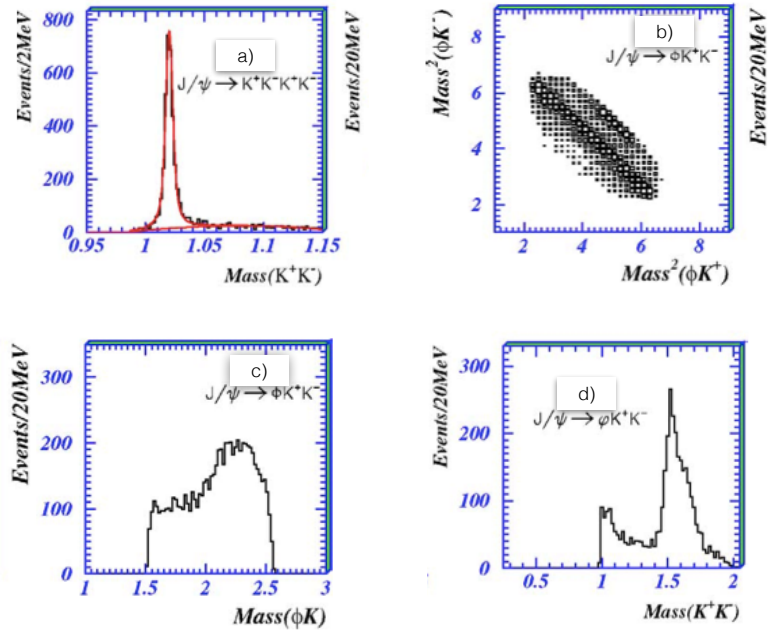 Events/2MeV
800
600
400
200
0
a)
J/ψ → K⁺K⁻K⁺K⁻
0.95 1 1.05 1.1 1.15
Mass(K⁺K⁻)
Events/20MeV
Mass²(ϕK⁻)
8
6
4
2
b)
J/ψ → ΦK⁺K⁻
2 4 6 8
Mass²(ϕK⁺)
Events/20MeV
Events/20MeV
300
200
100
0
c)
J/ψ → ΦK⁺K⁻
1 1.5 2 2.5 3
Mass(ϕK)
Events/20MeV
300
200
100
0
d)
J/ψ → φK⁺K⁻
0.5 1 1.5 2
Mass(K⁺K⁻)